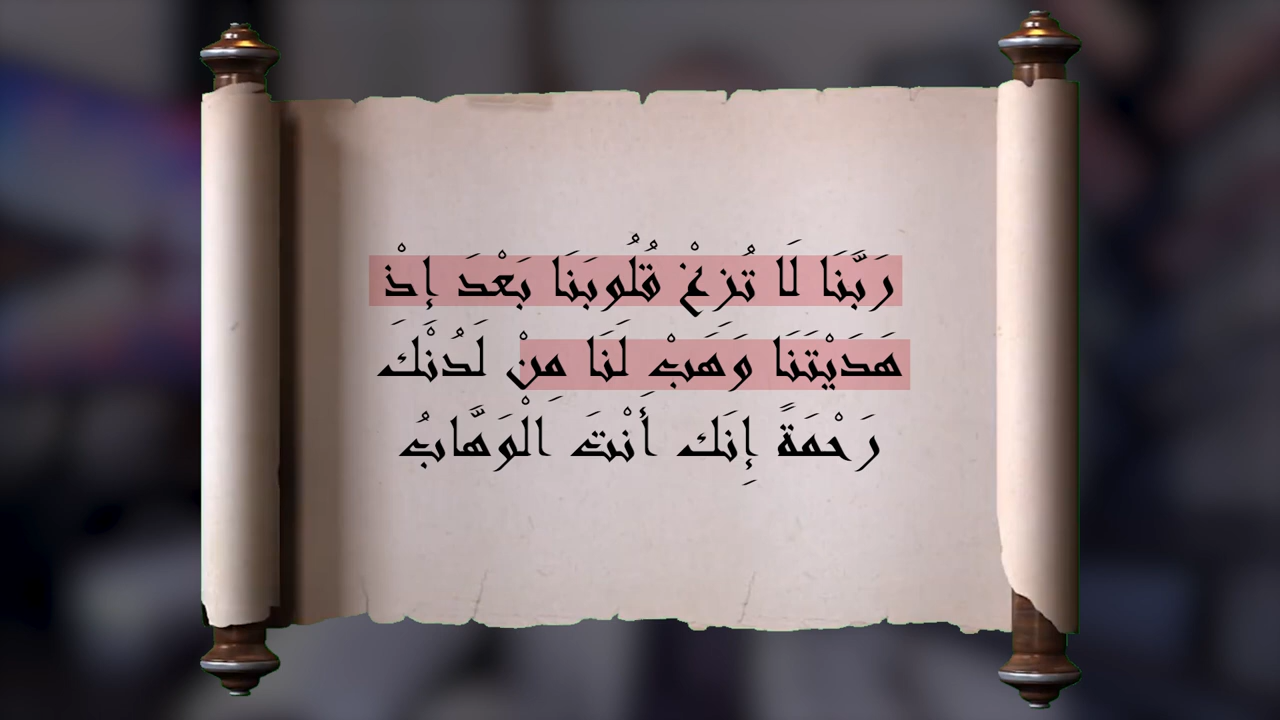 رَبَّنَا لَا تُزِغْ قُلُوبَنَا بَعْدَ إِذْ
هَدَيْتَنَا وَهَبْ لَنَا مِنْ لَدُنْكَ
رَحْمَةً إِنَكَ أَنْتَ الْوَهَّابُ